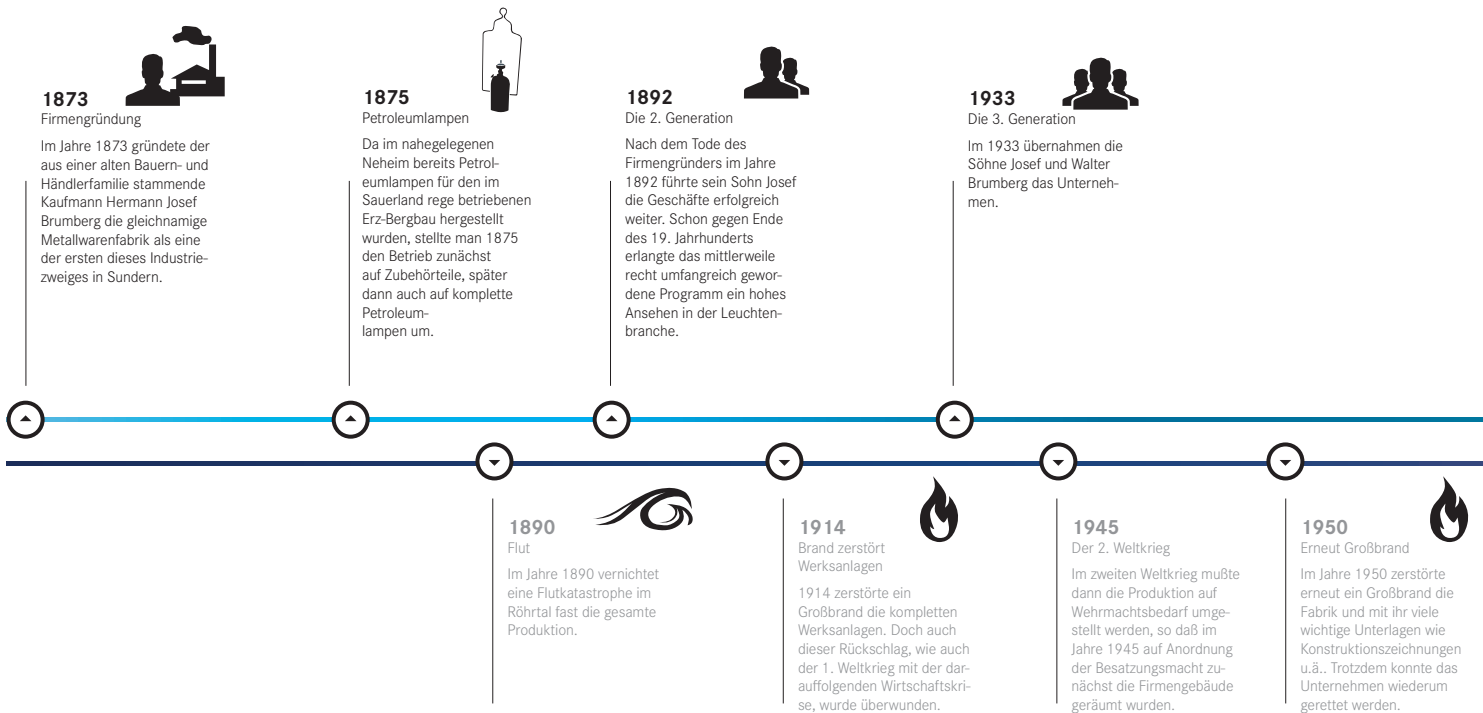 1873
Firmengründung
Im Jahre 1873 gründete der
aus einer alten Bauern- und
Händlerfamilie stammende
Kaufmann Hermann Josef
Brumberg die gleichnamige
Metallwarenfabrik als eine
der ersten dieses Industrie-
zweiges in Sundern.
1875
Petroleumlampen
Da im nahegelegenen
Neheim bereits Petrol-
eumlampen für den im
Sauerland rege betriebenen
Erz-Bergbau hergestellt
wurden, stellte man 1875
den Betrieb zunächst
auf Zubehörteile, später
dann auch auf komplette
Petroleum-
lampen um.
1892
Die 2. Generation
Nach dem Tode des
Firmengründers im Jahre
1892 führte sein Sohn Josef
die Geschäfte erfolgreich
weiter. Schon gegen Ende
des 19. Jahrhunderts
erlangte das mittlerweile
recht umfangreich gewor-
dene Programm ein hohes
Ansehen in der Leuchten-
branche.
1933
Die 3. Generation
Im 1933 übernahmen die
Söhne Josef und Walter
Brumberg das Unterneh-
men.
1890
Flut
Im Jahre 1890 vernichtet
eine Flutkatastrophe im
Röhrtal fast die gesamte
Produktion.
1914
Brand zerstört
Werksanlagen
1914 zerstörte ein
Großbrand die kompletten
Werksanlagen. Doch auch
dieser Rückschlag, wie auch
der 1. Weltkrieg mit der dar-
auffolgenden Wirtschaftskri-
se, wurde überwunden.
1945
Der 2. Weltkrieg
Im zweiten Weltkrieg mußte
dann die Produktion auf
Wehrmachtsbedarf umge-
stellt werden, so daß im
Jahre 1945 auf Anordnung
der Besatzungsmacht zu-
nächst die Firmengebäude
geräumt wurden.
1950
Erneut Großbrand
Im Jahre 1950 zerstörte
erneut ein Großbrand die
Fabrik und mit ihr viele
wichtige Unterlagen wie
Konstruktionszeichnungen
u.ä.. Trotzdem konnte das
Unternehmen wiederum
gerettet werden.